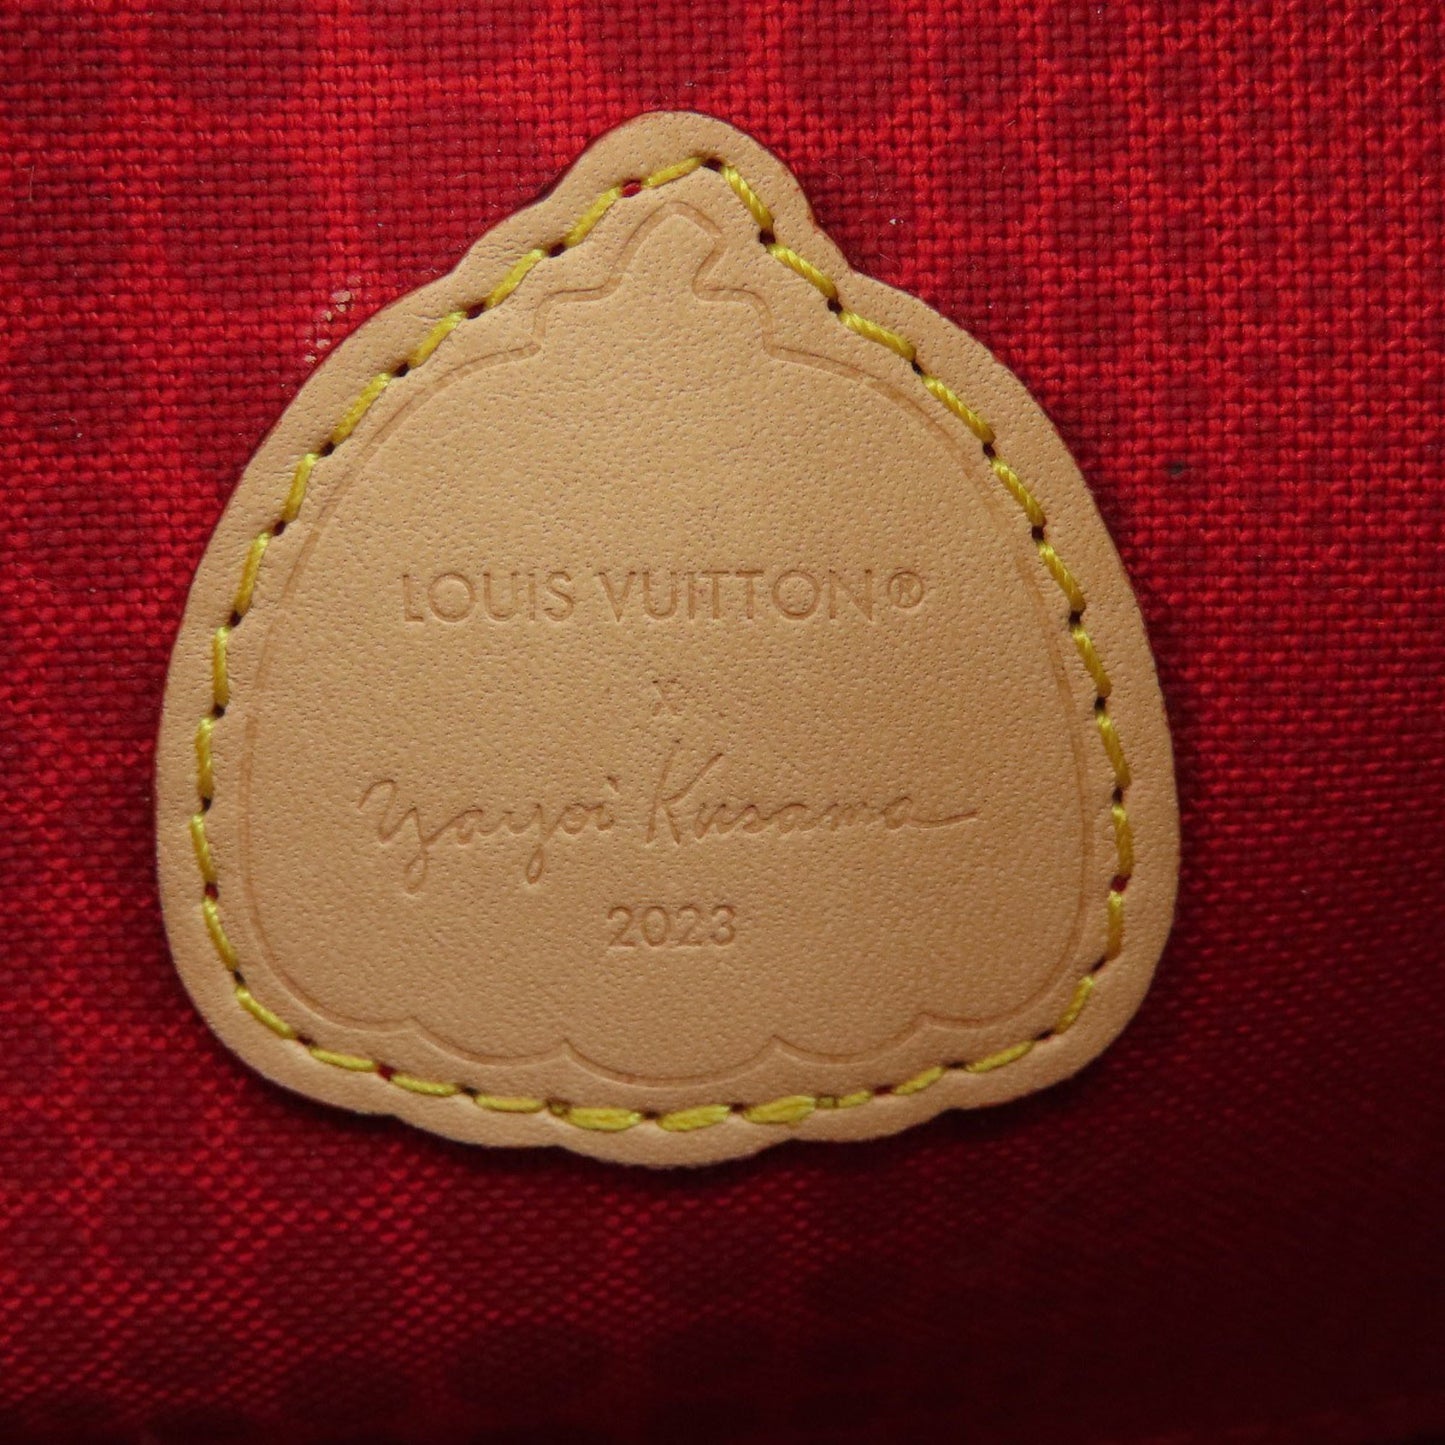 LOUIS VUITTON®
x
Yayoi Kusama
2023